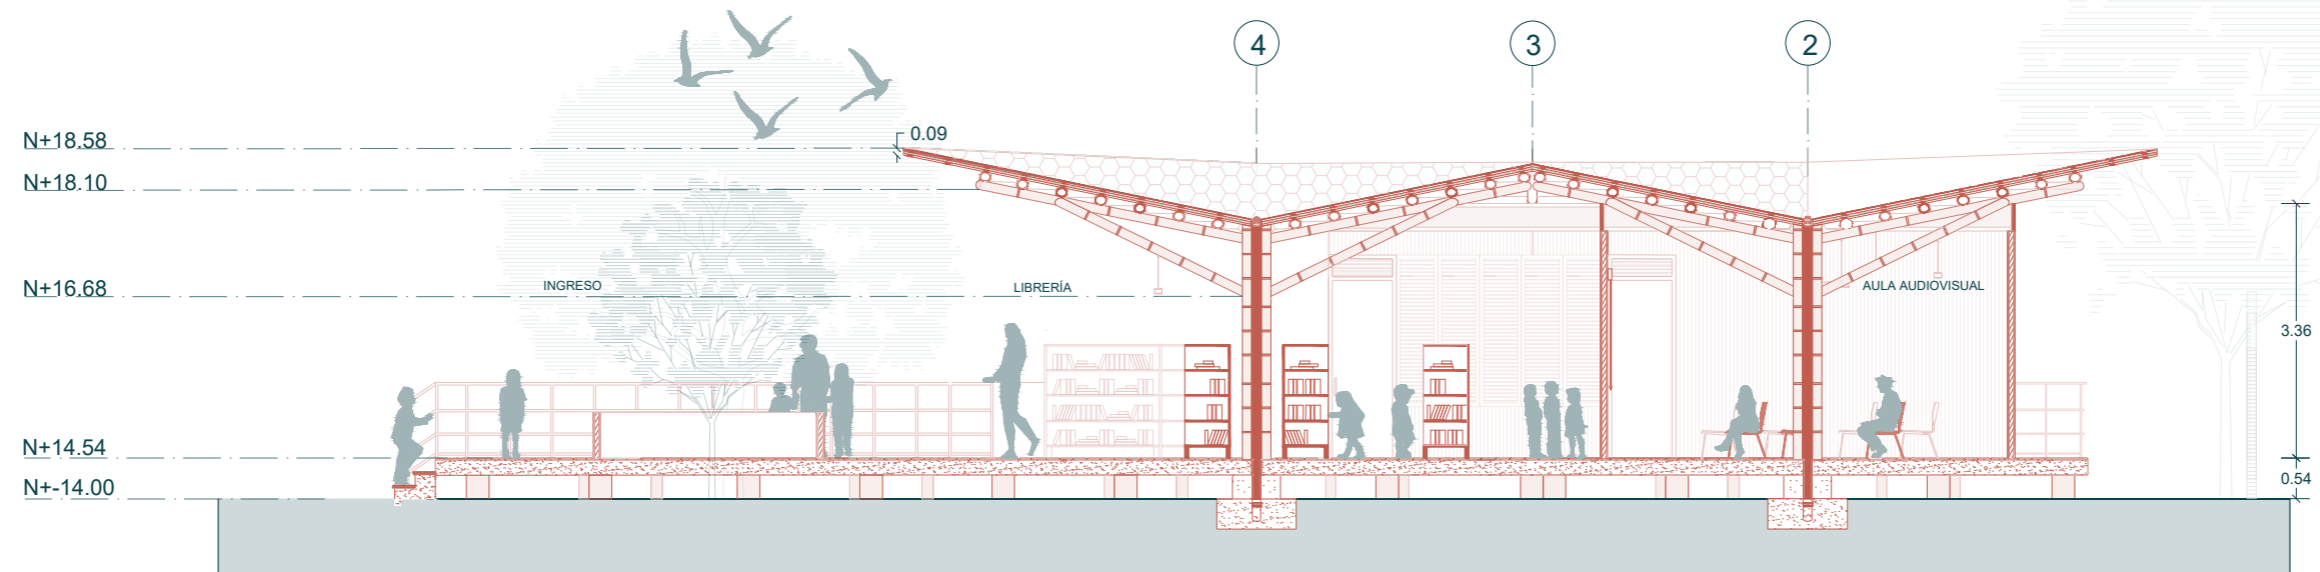 4
3
2
N+18.58
0.09
N+18.10
N+16.68
INGRESO
LIBRERÍA
AULA AUDIOVISUAL
3.36
N+14.54
0.54
N+-14.00